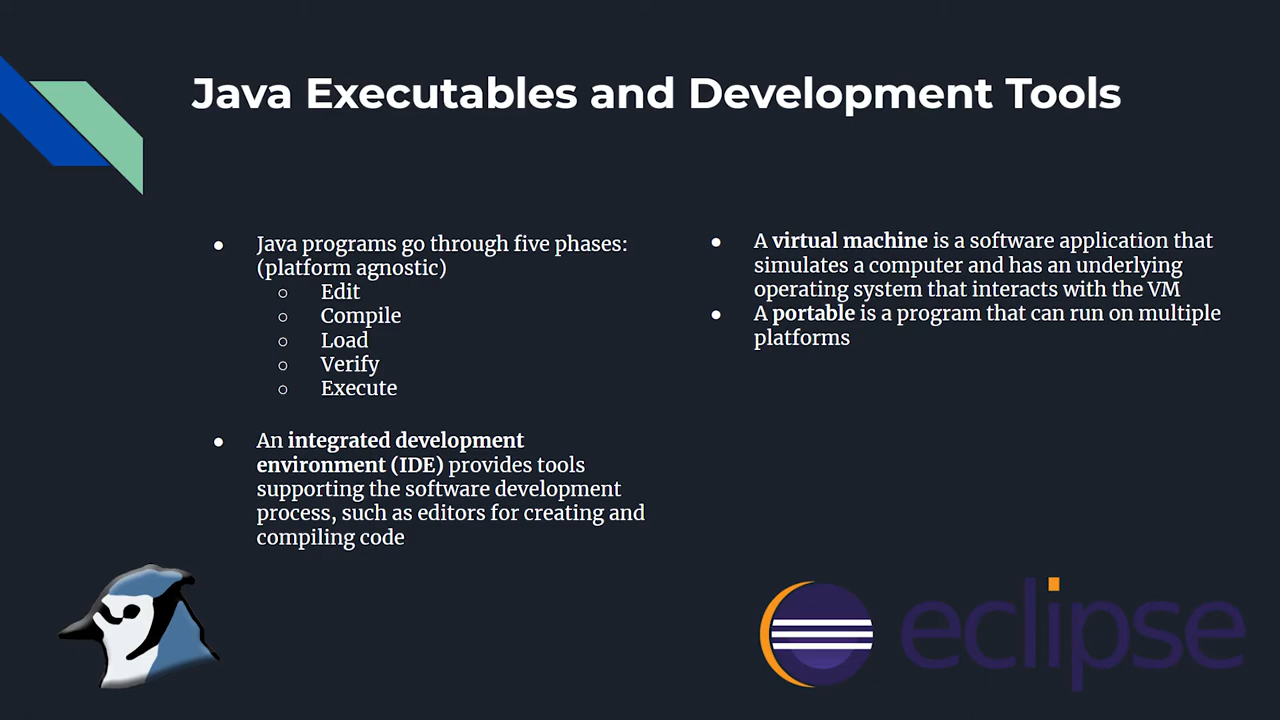 Java Executables and Development Tools
● Java programs go through five phases:
(platform agnostic)
○ Edit
○ Compile
○ Load
○ Verify
○ Execute
● An integrated development
environment (IDE) provides tools
supporting the software development
process, such as editors for creating and
compiling code
● A virtual machine is a software application that
simulates a computer and has an underlying
operating system that interacts with the VM
● A portable is a program that can run on multiple
platforms
eclipse